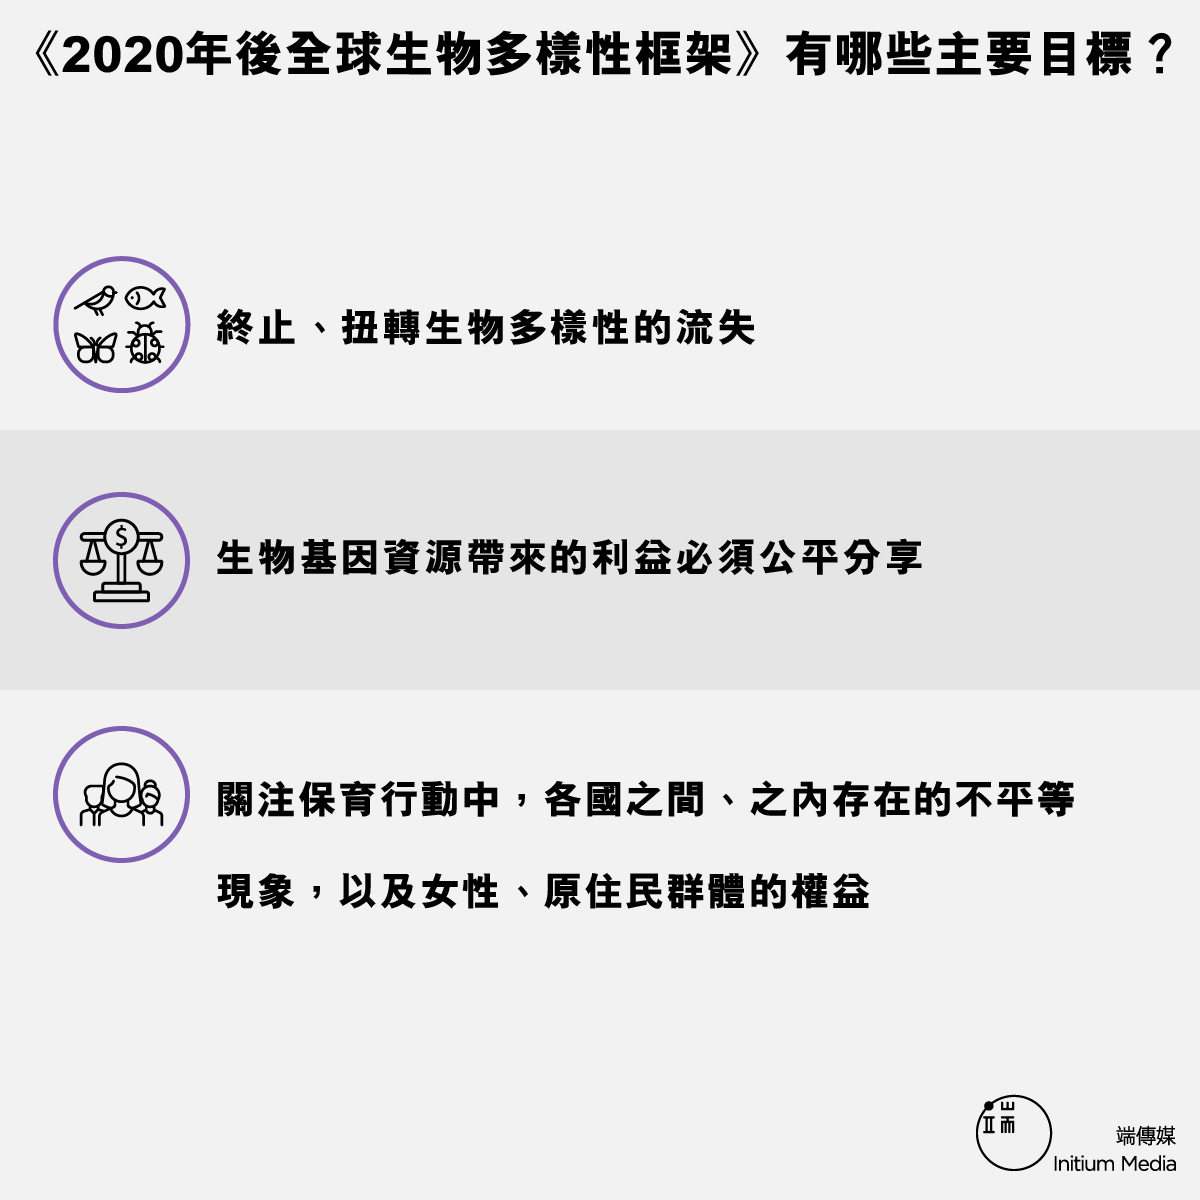 《2020年後全球生物多樣性框架》有哪些主要目標？
終止、扭轉生物多樣性的流失
$
生物基因資源帶來的利益必須公平分享
關注保育行動中，各國之間、之內存在的不平等
現象，以及女性、原住民群體的權益
端
端傳媒
Initium Media